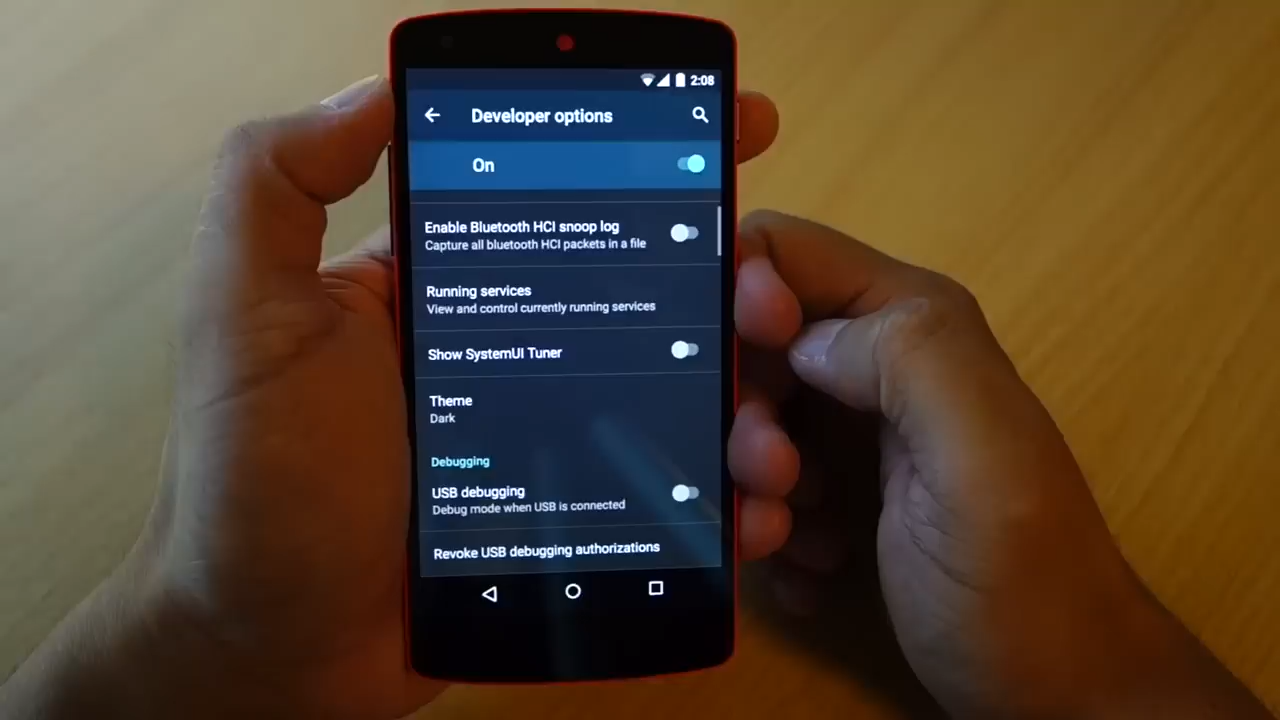 2:08
Developer options
On
Enable Bluetooth HCI snoop log
Capture all bluetooth HCI packets in a file
Running services
View and control currently running services
Show SystemUI Tuner
Theme
Dark
Debugging
USB debugging
Debug mode when USB is connected
Revoke USB debugging authorizations